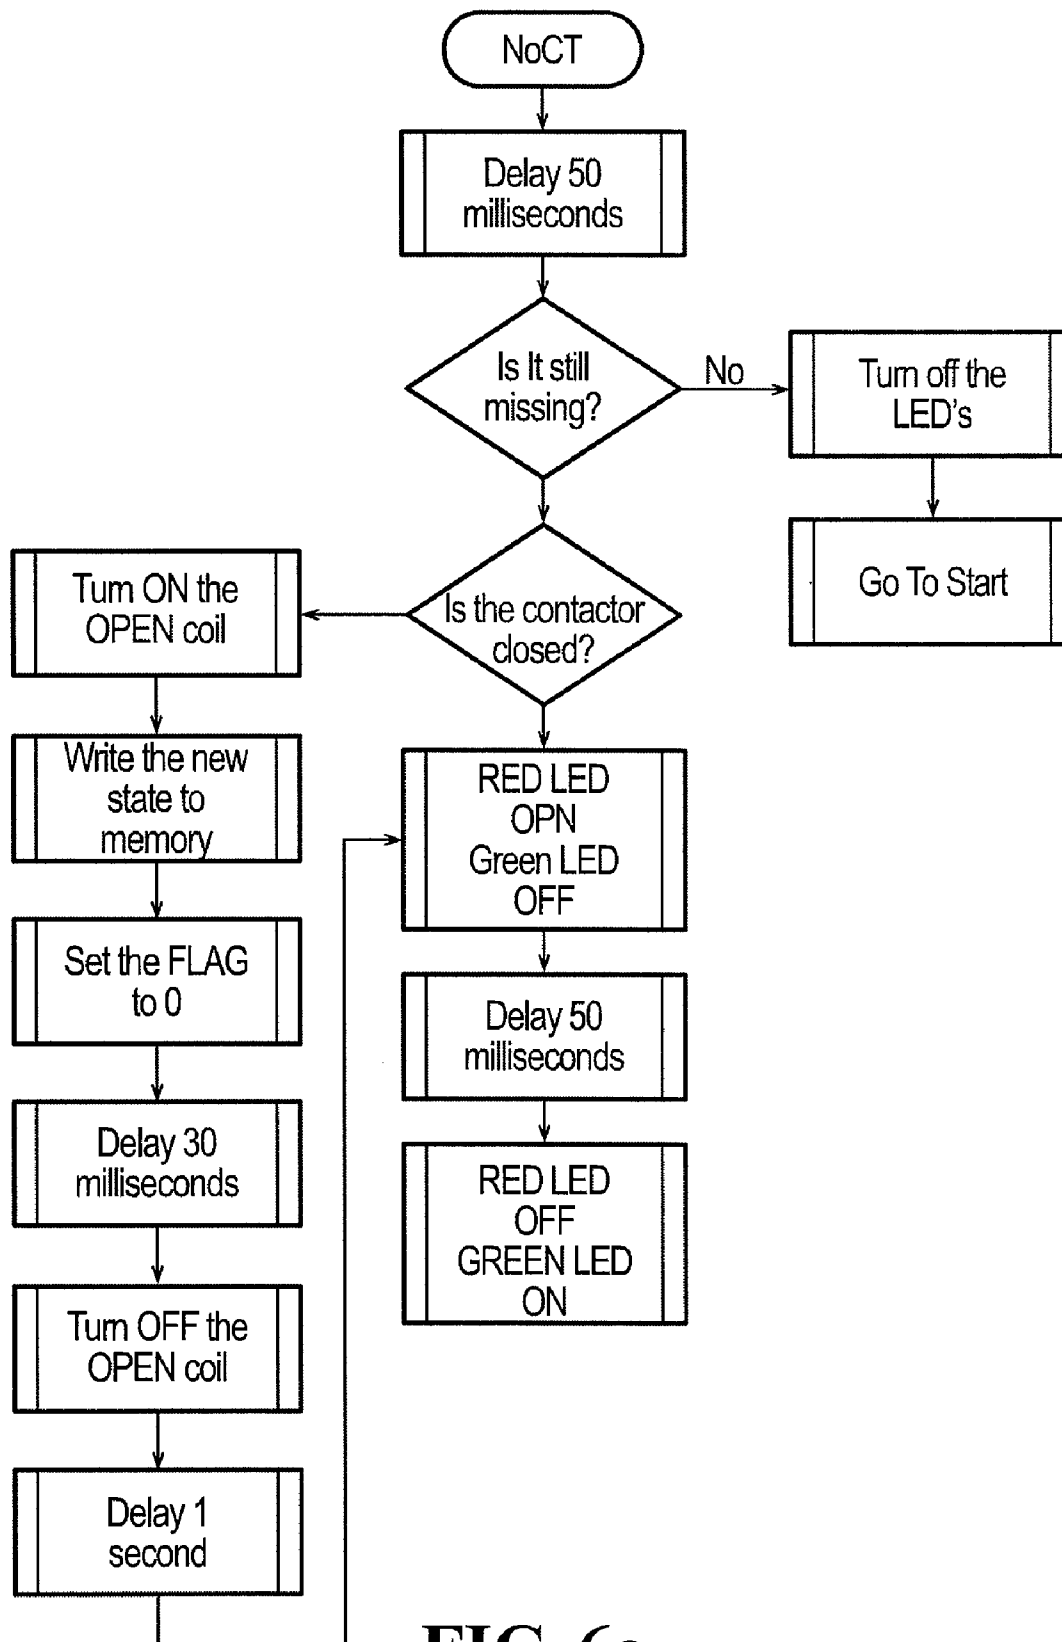 NoCT
Delay 50
milliseconds
Is It still
missing?
No
Turn off the
LED's
Go To Start
Is the contactor
closed?
Turn ON the
OPEN coil
Write the new
state to
memory
Set the FLAG
to 0
Delay 30
milliseconds
Turn OFF the
OPEN coil
Delay 1
second
RED LED
OPN
Green LED
OFF
Delay 50
milliseconds
RED LED
OFF
GREEN LED
ON